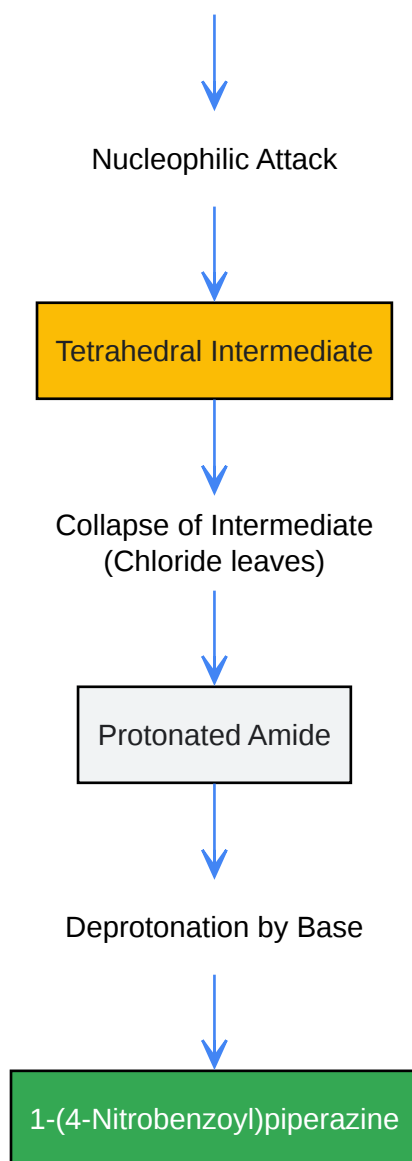 Nucleophilic Attack
Tetrahedral Intermediate
Collapse of Intermediate
(Chloride leaves)
Protonated Amide
Deprotonation by Base
1-(4-Nitrobenzoyl)piperazine